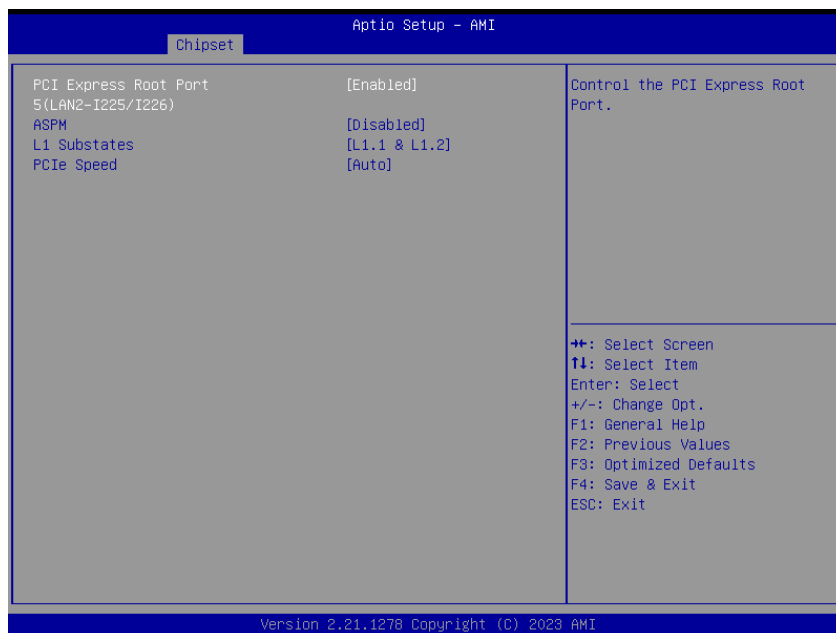 Aptio Setup – AMI
Chipset
PCI Express Root Port [Enabled]
5(LAN2-I225/I226)
ASPM [Disabled]
L1 Substates [L1.1 & L1.2]
PCIe Speed [Auto]
Control the PCI Express Root
Port.
→←: Select Screen
↑↓: Select Item
Enter: Select
+/-: Change Opt.
F1: General Help
F2: Previous Values
F3: Optimized Defaults
F4: Save & Exit
ESC: Exit
Version 2.21.1278 Copyright (C) 2023 AMI